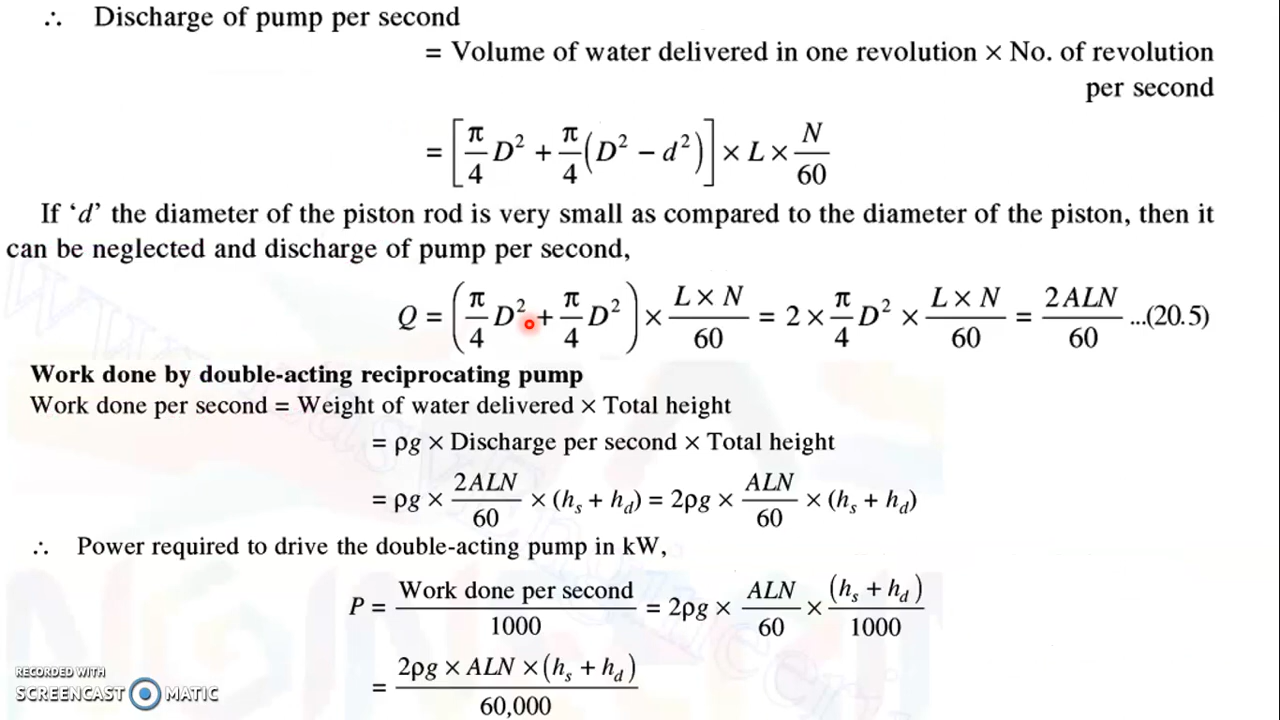 ∴ Discharge of pump per second
= Volume of water delivered in one revolution × No. of revolution
per second
= [π/4 D² + π/4 (D² − d²)] × L × N/60
If ‘d’ the diameter of the piston rod is very small as compared to the diameter of the piston, then it
can be neglected and discharge of pump per second,
Q = (π/4 D² + π/4 D²) × L × N/60 = 2 × π/4 D² × L × N/60 = 2ALN/60 ...(20.5)
Work done by double-acting reciprocating pump
Work done per second = Weight of water delivered × Total height
= ρg × Discharge per second × Total height
= ρg × 2ALN/60 × (hₛ + h_d) = 2ρg × ALN/60 × (hₛ + h_d)
∴ Power required to drive the double-acting pump in kW,
P = Work done per second/1000 = 2ρg × ALN/60 × (hₛ + h_d)/1000
= 2ρg × ALN × (hₛ + h_d)/60,000
RECORDED WITH
SCREENCAST MATIC